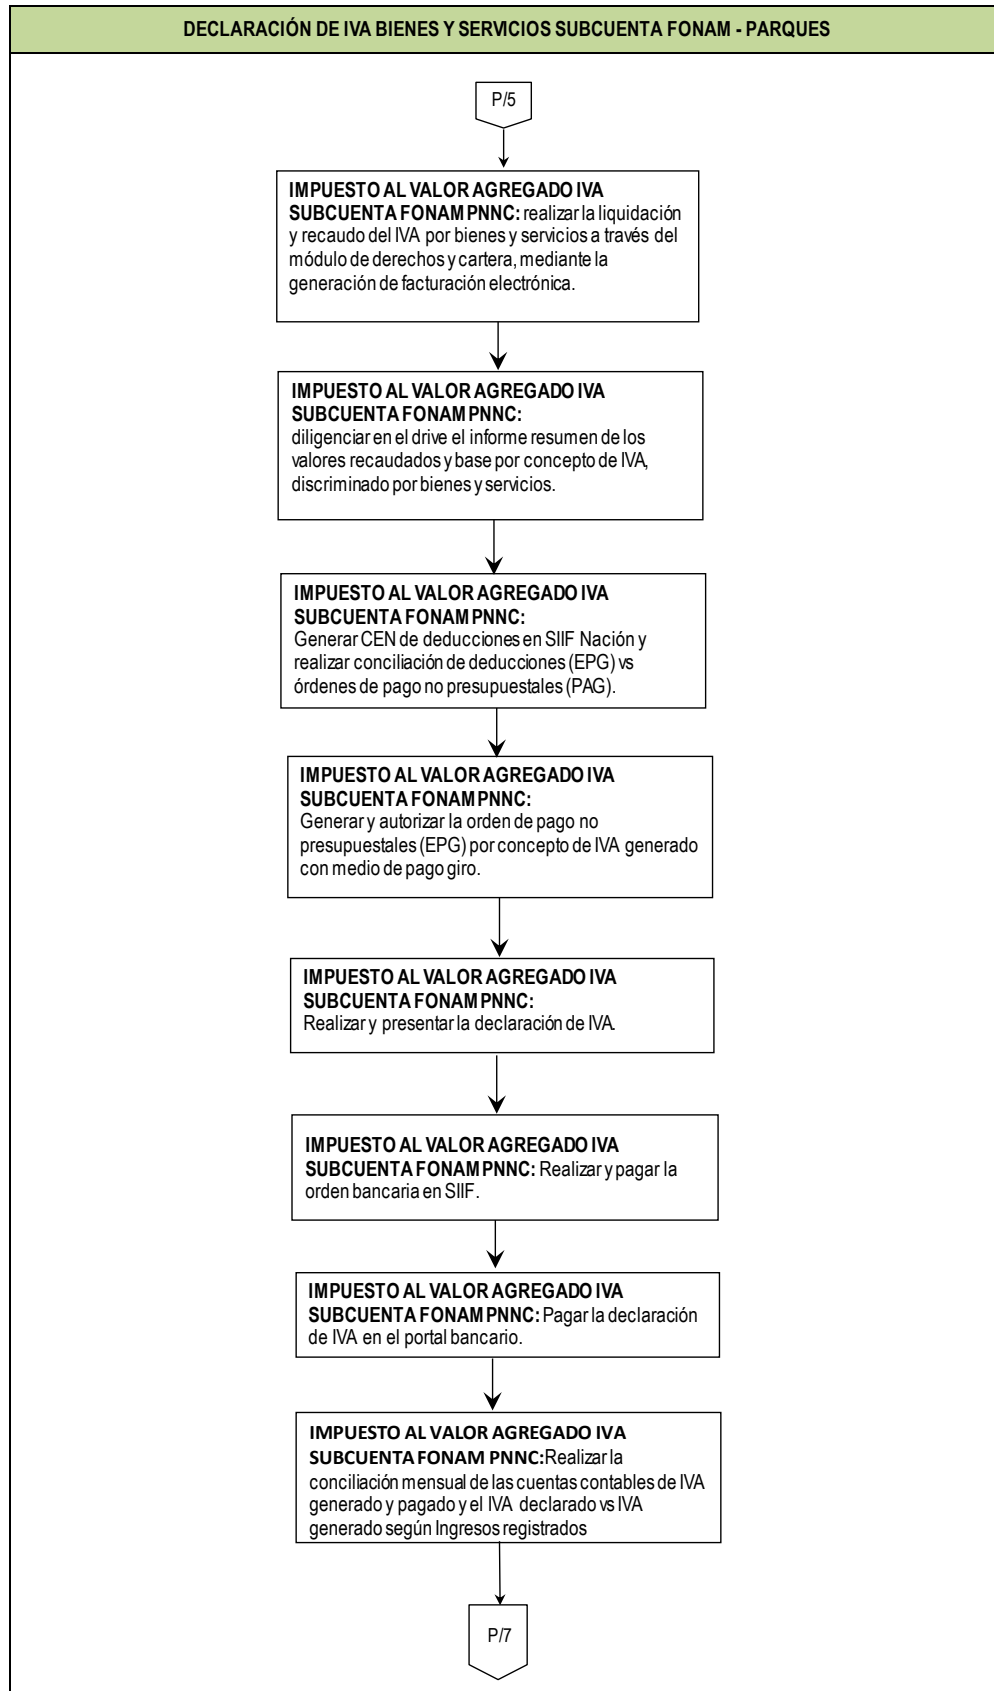 DECLARACIÓN DE IVA BIENES Y SERVICIOS SUBCUENTA FONAM - PARQUES
P/5
IMPUESTO AL VALOR AGREGADO IVA
SUBCUENTA FONAM PNNC: realizar la liquidación
y recaudo del IVA por bienes y servicios a través del
módulo de derechos y cartera, mediante la
generación de facturación electrónica.
IMPUESTO AL VALOR AGREGADO IVA
SUBCUENTA FONAM PNNC:
diligenciar en el drive el informe resumen de los
valores recaudados y base por concepto de IVA,
discriminado por bienes y servicios.
IMPUESTO AL VALOR AGREGADO IVA
SUBCUENTA FONAM PNNC:
Generar CEN de deducciones en SIIF Nación y
realizar conciliación de deducciones (EPG) vs
órdenes de pago no presupuestales (PAG).
IMPUESTO AL VALOR AGREGADO IVA
SUBCUENTA FONAM PNNC:
Generar y autorizar la orden de pago no
presupuestales (EPG) por concepto de IVA generado
con medio de pago giro.
IMPUESTO AL VALOR AGREGADO IVA
SUBCUENTA FONAM PNNC:
Realizar y presentar la declaración de IVA.
IMPUESTO AL VALOR AGREGADO IVA
SUBCUENTA FONAM PNNC: Realizar y pagar la
orden bancaria en SIIF.
IMPUESTO AL VALOR AGREGADO IVA
SUBCUENTA FONAM PNNC: Pagar la declaración
de IVA en el portal bancario.
IMPUESTO AL VALOR AGREGADO IVA
SUBCUENTA FONAM PNNC:Realizar la
conciliación mensual de las cuentas contables de IVA
generado y pagado y el IVA declarado vs IVA
generado según Ingresos registrados
P/7